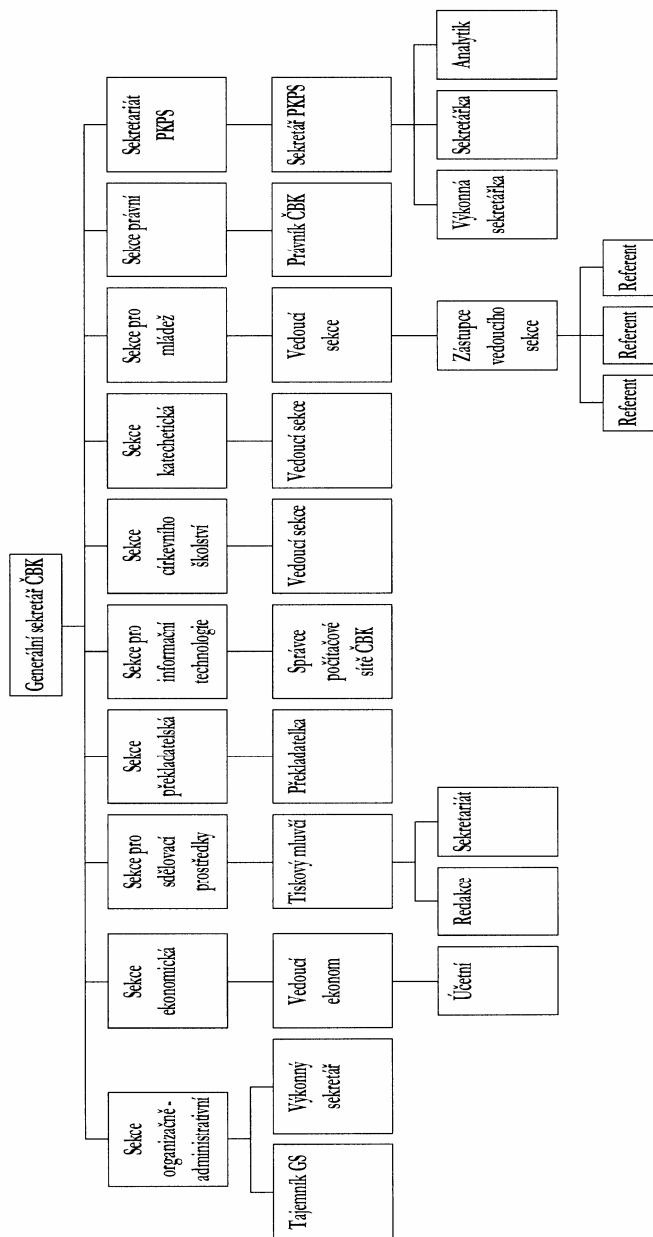 Generální sekretář ČBK
Sekce
organizačně-
administrativní
Sekce
ekonomická
Sekce pro
sdělovací
prostředky
Sekce
překladatelská
Sekce pro
informační
technologie
Sekce
církevního
školství
Sekce
katechetická
Sekce pro
mládež
Sekce právní
Sekretariát
PKPS
Tajemník GS
Výkonný
sekretář
Vedoucí
ekonom
Tiskový mluvčí
Překladatelka
Správce
počítačové
sítě ČBK
Vedoucí sekce
Vedoucí sekce
Vedoucí
sekce
Právník ČBK
Sekretář PKPS
Účetní
Redakce
Sekretariát
Zástupce
vedoucího
sekce
Výkonná
sekretářka
Sekretářka
Analytik
Referent
Referent
Referent